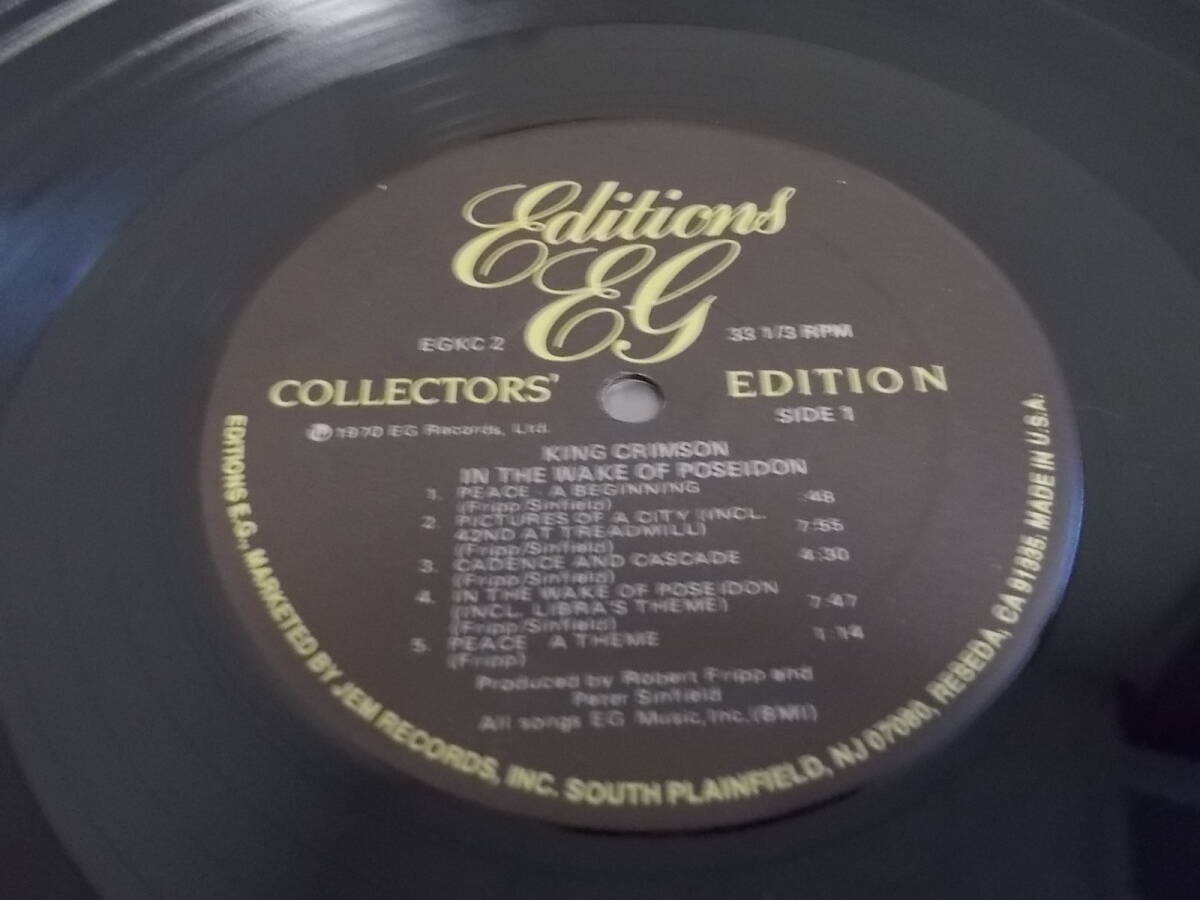 Editions
EG
EGKC 2
33 1/3 RPM
COLLECTORS' EDITION
SIDE 1
℗ 1970 EG Records, Ltd.
KING CRIMSON
IN THE WAKE OF POSEIDON
1. PEACE - A BEGINNING :48
(Fripp/Sinfield)
2. PICTURES OF A CITY (INCL.
42ND AT TREADMILL) 7:55
(Fripp/Sinfield)
3. CADENCE AND CASCADE 4:30
(Fripp/Sinfield)
4. IN THE WAKE OF POSEIDON
(INCL. LIBRA'S THEME) 7:47
(Fripp/Sinfield)
5. PEACE A THEME 1:14
(Fripp)
Produced by Robert Fripp and
Peter Sinfield
All songs EG Music, Inc. (BMI)
EDITIONS E.G., MARKETED BY JEM RECORDS, INC. SOUTH PLAINFIELD, NJ 07080, RESEDA, CA 91335. MADE IN U.S.A.